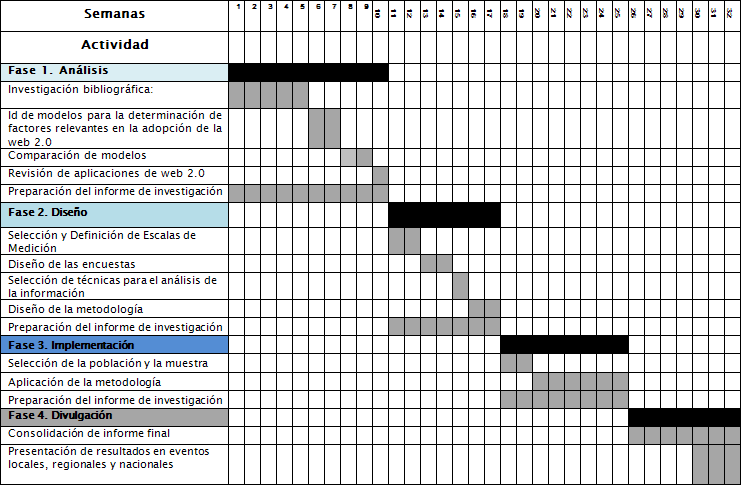 Semanas 1 2 3 4 5 6 7 8 9 10 11 12 13 14 15 16 17 18 19 20 21 22 23 24 25 26 27 28 29 30 31 32
Actividad
Fase 1. Análisis
Investigación bibliográfica:
Id de modelos para la determinación de
factores relevantes en la adopción de la
web 2.0
Comparación de modelos
Revisión de aplicaciones de web 2.0
Preparación del informe de investigación
Fase 2. Diseño
Selección y Definición de Escalas de
Medición
Diseño de las encuestas
Selección de técnicas para el análisis de
la información
Diseño de la metodología
Preparación del informe de investigación
Fase 3. Implementación
Selección de la población y la muestra
Aplicación de la metodología
Preparación del informe de investigación
Fase 4. Divulgación
Consolidación de informe final
Presentación de resultados en eventos
locales, regionales y nacionales